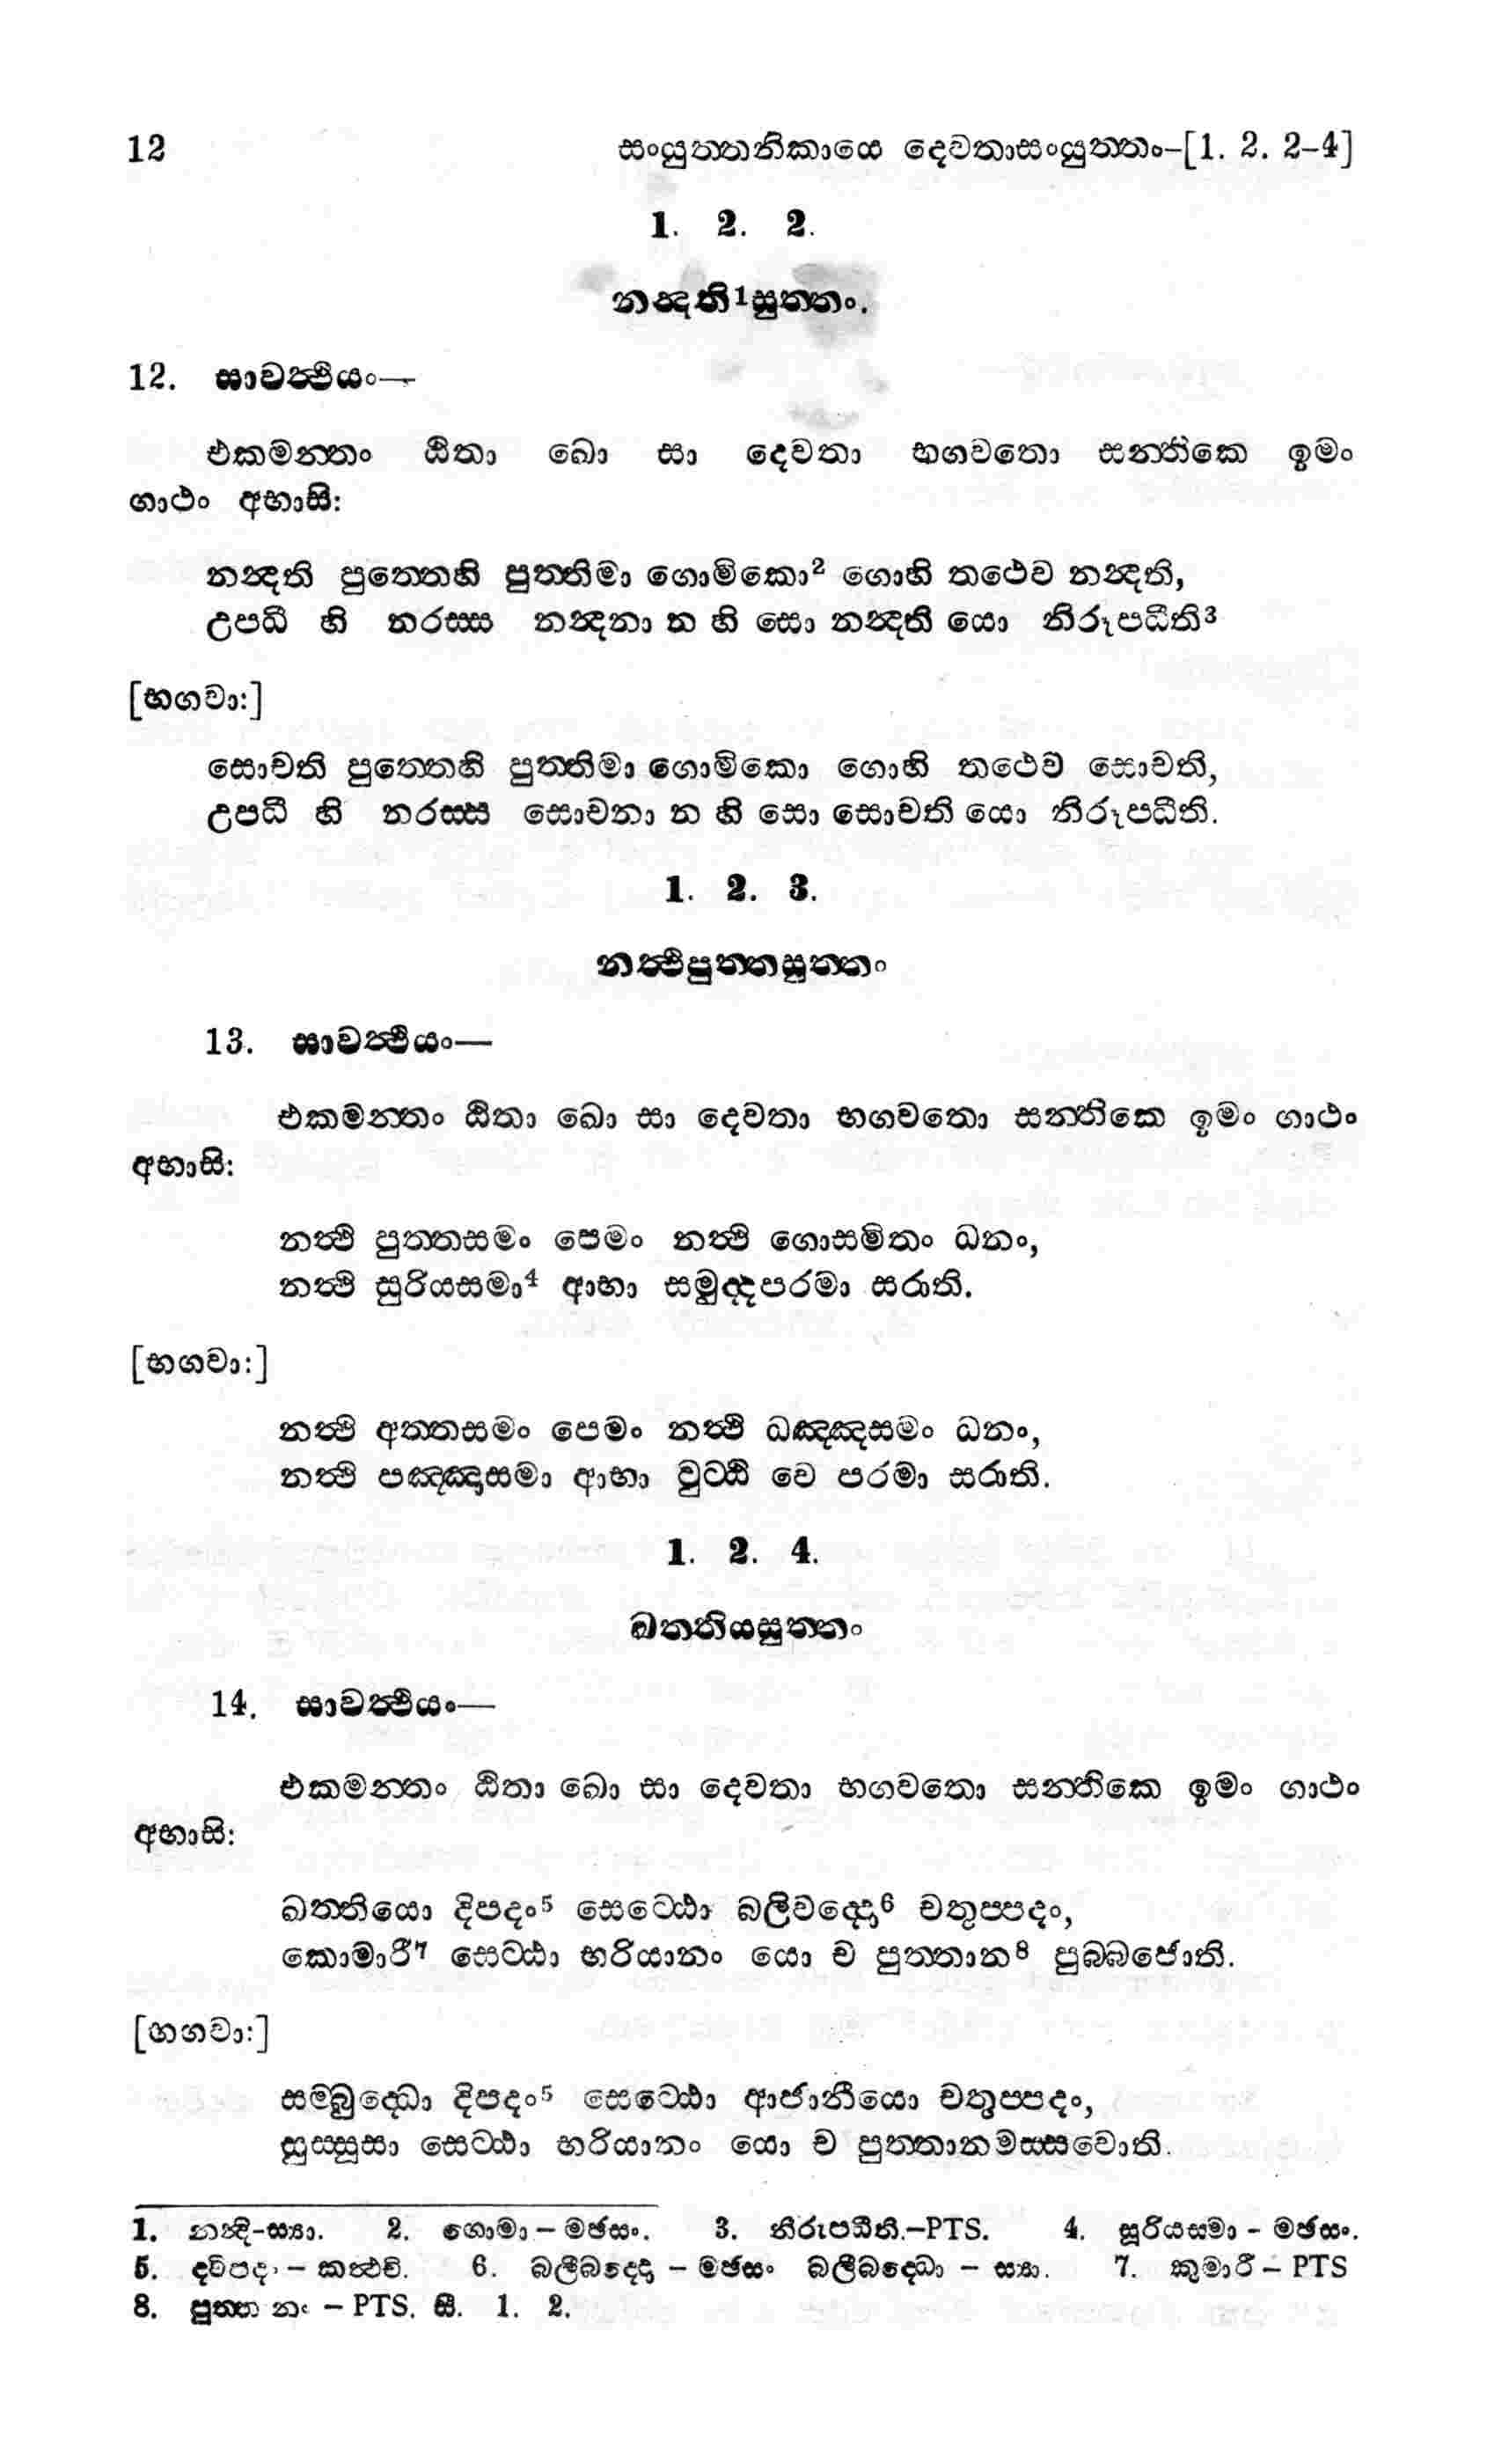 12 සංයුත්තනිකායෙ දෙවතාසංයුත්තං-[1. 2. 2-4]
1. 2. 2.
නන්දති1සුත්තං.
12. සාවත්ථියං—
එකමන්තං ඨිතා ඛො සා දෙවතා භගවතො සන්තිකෙ ඉමං
ගාථං අභාසි:
නන්දති පුත්තෙහි පුත්තිමා ගොමිකො2 ගොහි තථෙව නන්දති,
උපධී හි නරස්ස නන්දනා න හි සො නන්දති යො නිරූපධීති3
[භගවා:]
සොචති පුත්තෙහි පුත්තිමා ගොමිකො ගොහි තථෙව සොචති,
උපධී හි නරස්ස සොචනා න හි සො සොචති යො නිරූපධීති.
1. 2. 3.
නත්ථිපුත්තසුත්තං
13. සාවත්ථියං—
එකමන්තං ඨිතා ඛො සා දෙවතා භගවතො සන්තිකෙ ඉමං ගාථං
අභාසි:
නත්ථි පුත්තසමං පෙමං නත්ථි ගොසමිතං ධනං,
නත්ථි සුරියසමා4 ආභා සමුද්දපරමා සරාති.
[භගවා:]
නත්ථි අත්තසමං පෙමං නත්ථි ධඤ්ඤසමං ධනං,
නත්ථි පඤ්ඤාසමා ආභා වුට්ඨි වෙ පරමා සරාති.
1. 2. 4.
ඛත්තියසුත්තං
14. සාවත්ථියං—
එකමන්තං ඨිතා ඛො සා දෙවතා භගවතො සන්තිකෙ ඉමං ගාථං
අභාසි:
ඛත්තියො දිපදං5 සෙට්ඨො බලිවද්දො6 චතුප්පදං,
කොමාරී7 සෙට්ඨා භරියානං යො ච පුත්තාන8 පුබ්බජොති.
[භගවා:]
සම්බුද්ධො දිපදං5 සෙට්ඨො ආජානීයො චතුප්පදං,
සුස්සූසා සෙට්ඨා භරියානං යො ච පුත්තානමස්සවොති.
1. නන්දි-ස්‍යා. 2. ගොමා – මඡසං. 3. නිරුපධීති.–PTS. 4. සූරියසමා - මඡසං.
5. ද්විපදං – කත්ථචි. 6. බලීබද්දො – මඡසං බලීබද්ධො – ස්‍යා. 7. කුමාරී – PTS
8. පුත්තානං – PTS. සී. 1. 2.